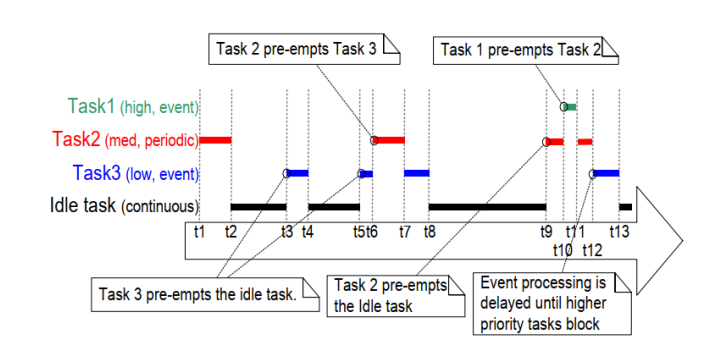 Task 2 pre-empts Task 3
Task 1 pre-empts Task 2
Task1 (high, event)
Task2 (med, periodic)
Task3 (low, event)
Idle task (continuous)
t1 t2 t3 t4 t5 t6 t7 t8 t9 t11 t13
t10 t12
Task 3 pre-empts the idle task.
Task 2 pre-empts
the Idle task
Event processing is
delayed until higher
priority tasks block